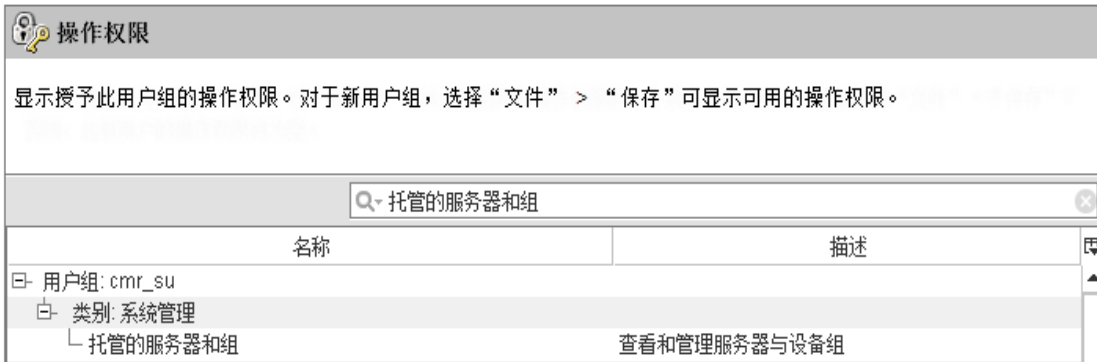 操作权限
显示授予此用户组的操作权限。对于新用户组，选择“文件” > “保存”可显示可用的操作权限。
托管的服务器和组
名称 描述
用户组: cmr_su
类别: 系统管理
托管的服务器和组 查看和管理服务器与设备组